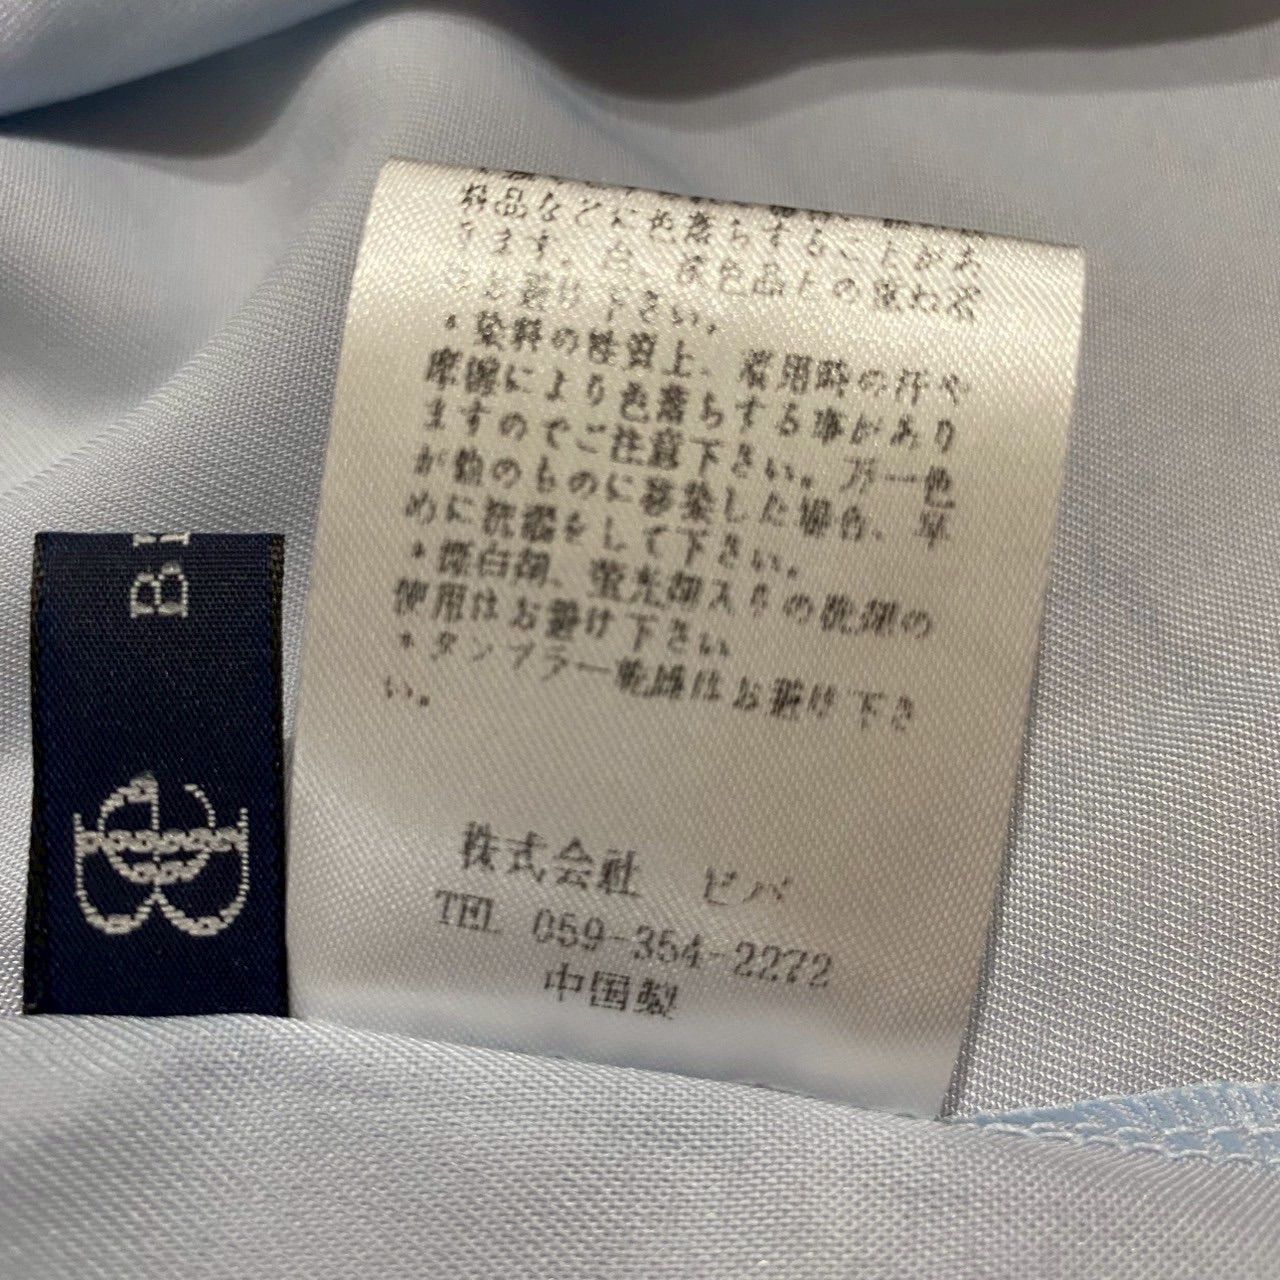 料品などに色落ちすることがあ
ります。白、淡色品との重ね着
はお避け下さい。
*染料の性質上、着用時の汗や
摩擦により色落ちする事があり
ますのでご注意下さい。万一色
が他のものに移染した場合、早
めに洗濯をして下さい。
*漂白剤、蛍光剤入りの洗剤の
使用はお避け下さい
*タンブラー乾燥はお避け下さ
い。
株式会社 ビバ
TEL 059-354-2272
中国製